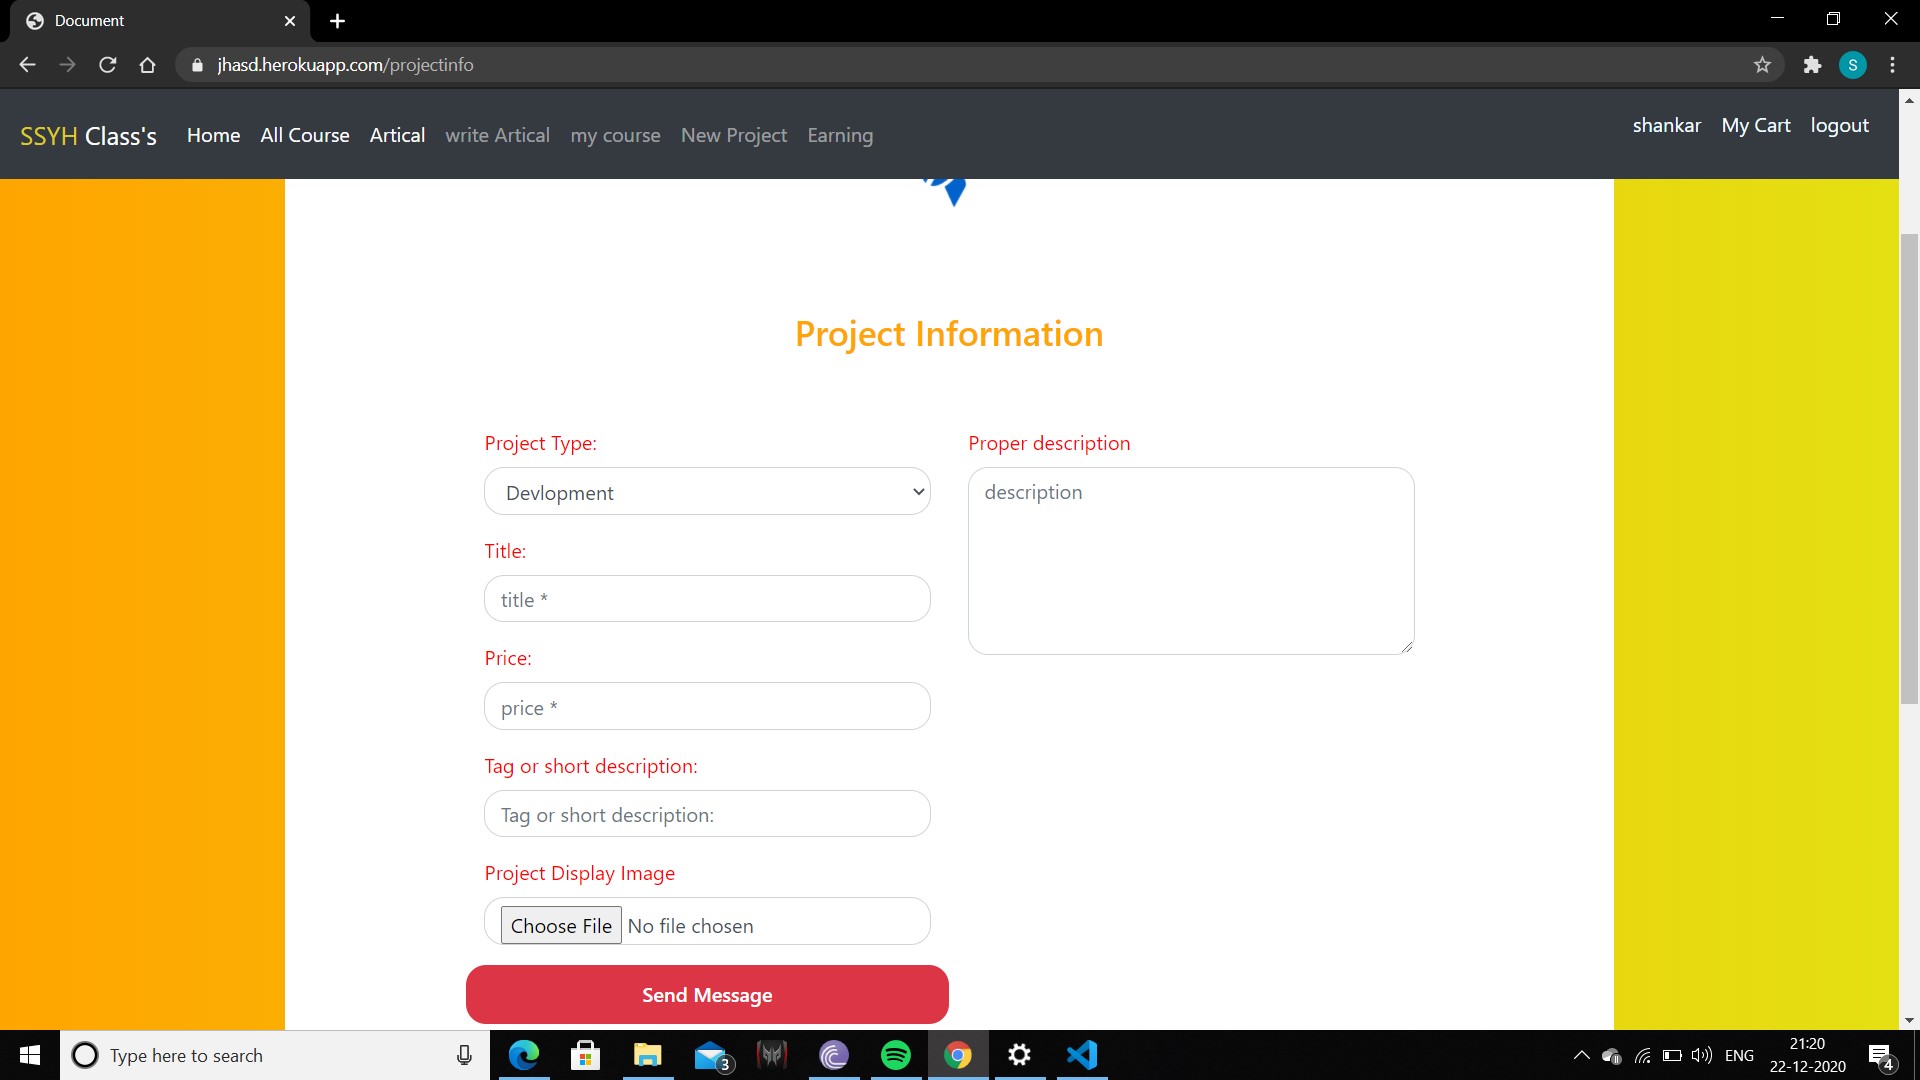 Document
jhasd.herokuapp.com/projectinfo
S
SSYH Class's Home All Course Artical write Artical my course New Project Earning shankar My Cart logout
Project Information
Project Type:
Devlopment
Title:
title *
Price:
price *
Tag or short description:
Tag or short description:
Project Display Image
Choose File No file chosen
Send Message
Proper description
description
Type here to search
3
ENG
21:20
22-12-2020
4